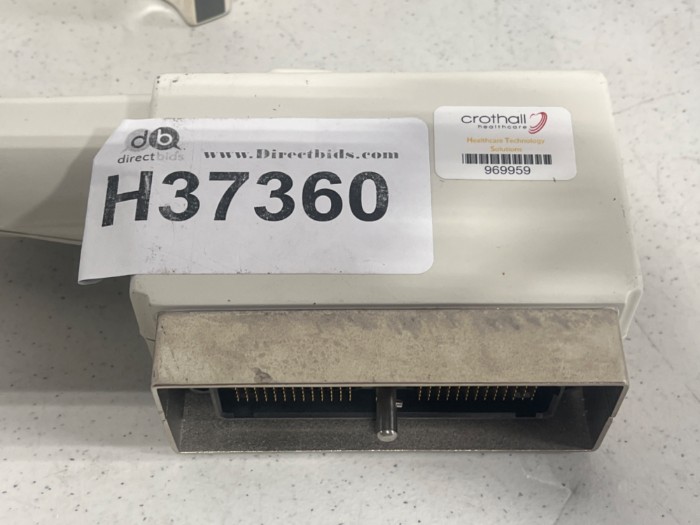 db
directbids
www.Directbids.com
H37360
crothall
healthcare
Healthcare Technology
Solutions
969959